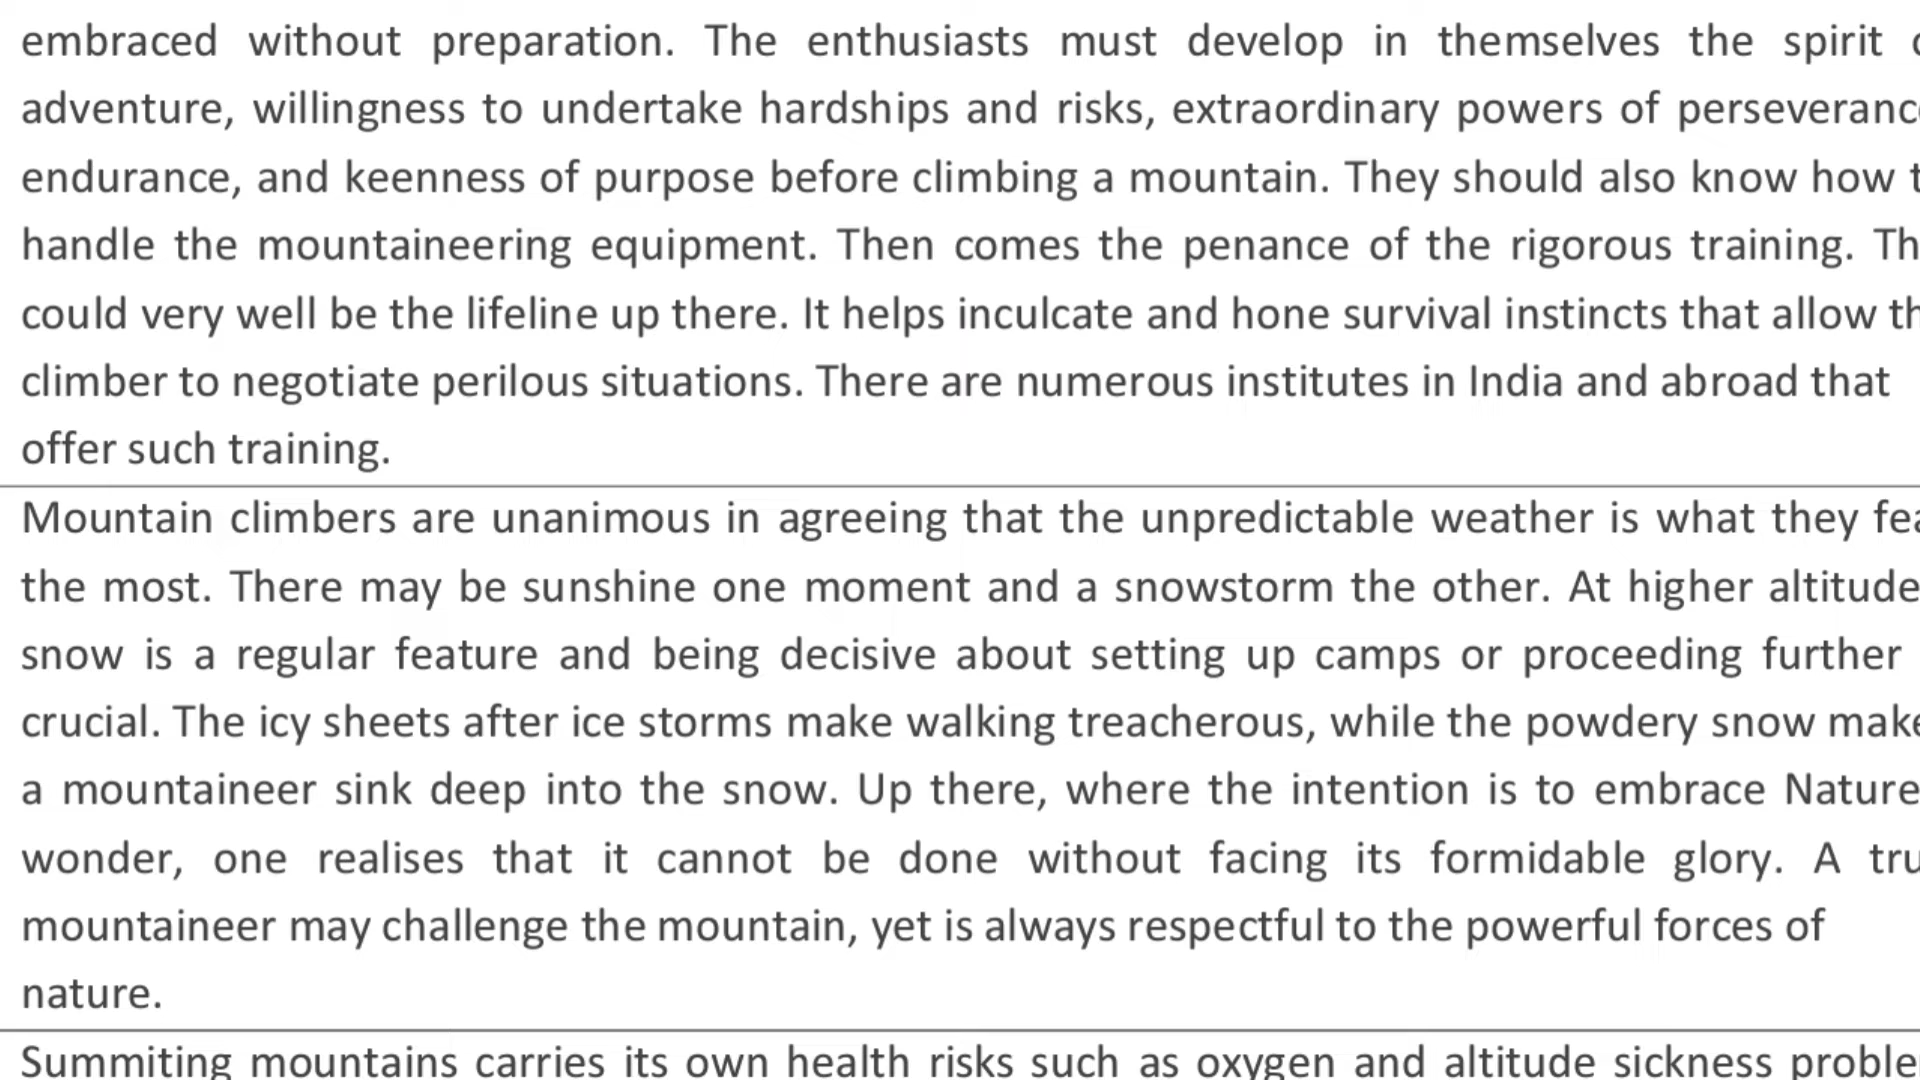 embraced without preparation. The enthusiasts must develop in themselves the spirit
adventure, willingness to undertake hardships and risks, extraordinary powers of
endurance, and keenness of purpose before climbing a mountain. They should also know how
handle the mountaineering equipment. Then comes the penance of the rigorous training.
could very well be the lifeline up there. It helps inculcate and hone survival instincts that allow
climber to negotiate perilous situations. There are numerous institutes in India and abroad that
offer such training.
Mountain climbers are unanimous in agreeing that the unpredictable weather is what they
the most. There may be sunshine one moment and a snowstorm the other. At higher
snow is a regular feature and being decisive about setting up camps or proceeding further
crucial. The icy sheets after ice storms make walking treacherous, while the powdery snow
a mountaineer sink deep into the snow. Up there, where the intention is to embrace Nature
wonder, one realises that it cannot be done without facing its formidable glory. A
mountaineer may challenge the mountain, yet is always respectful to the powerful forces of
nature.
Summiting mountains carries its own health risks such as oxygen and altitude sickness